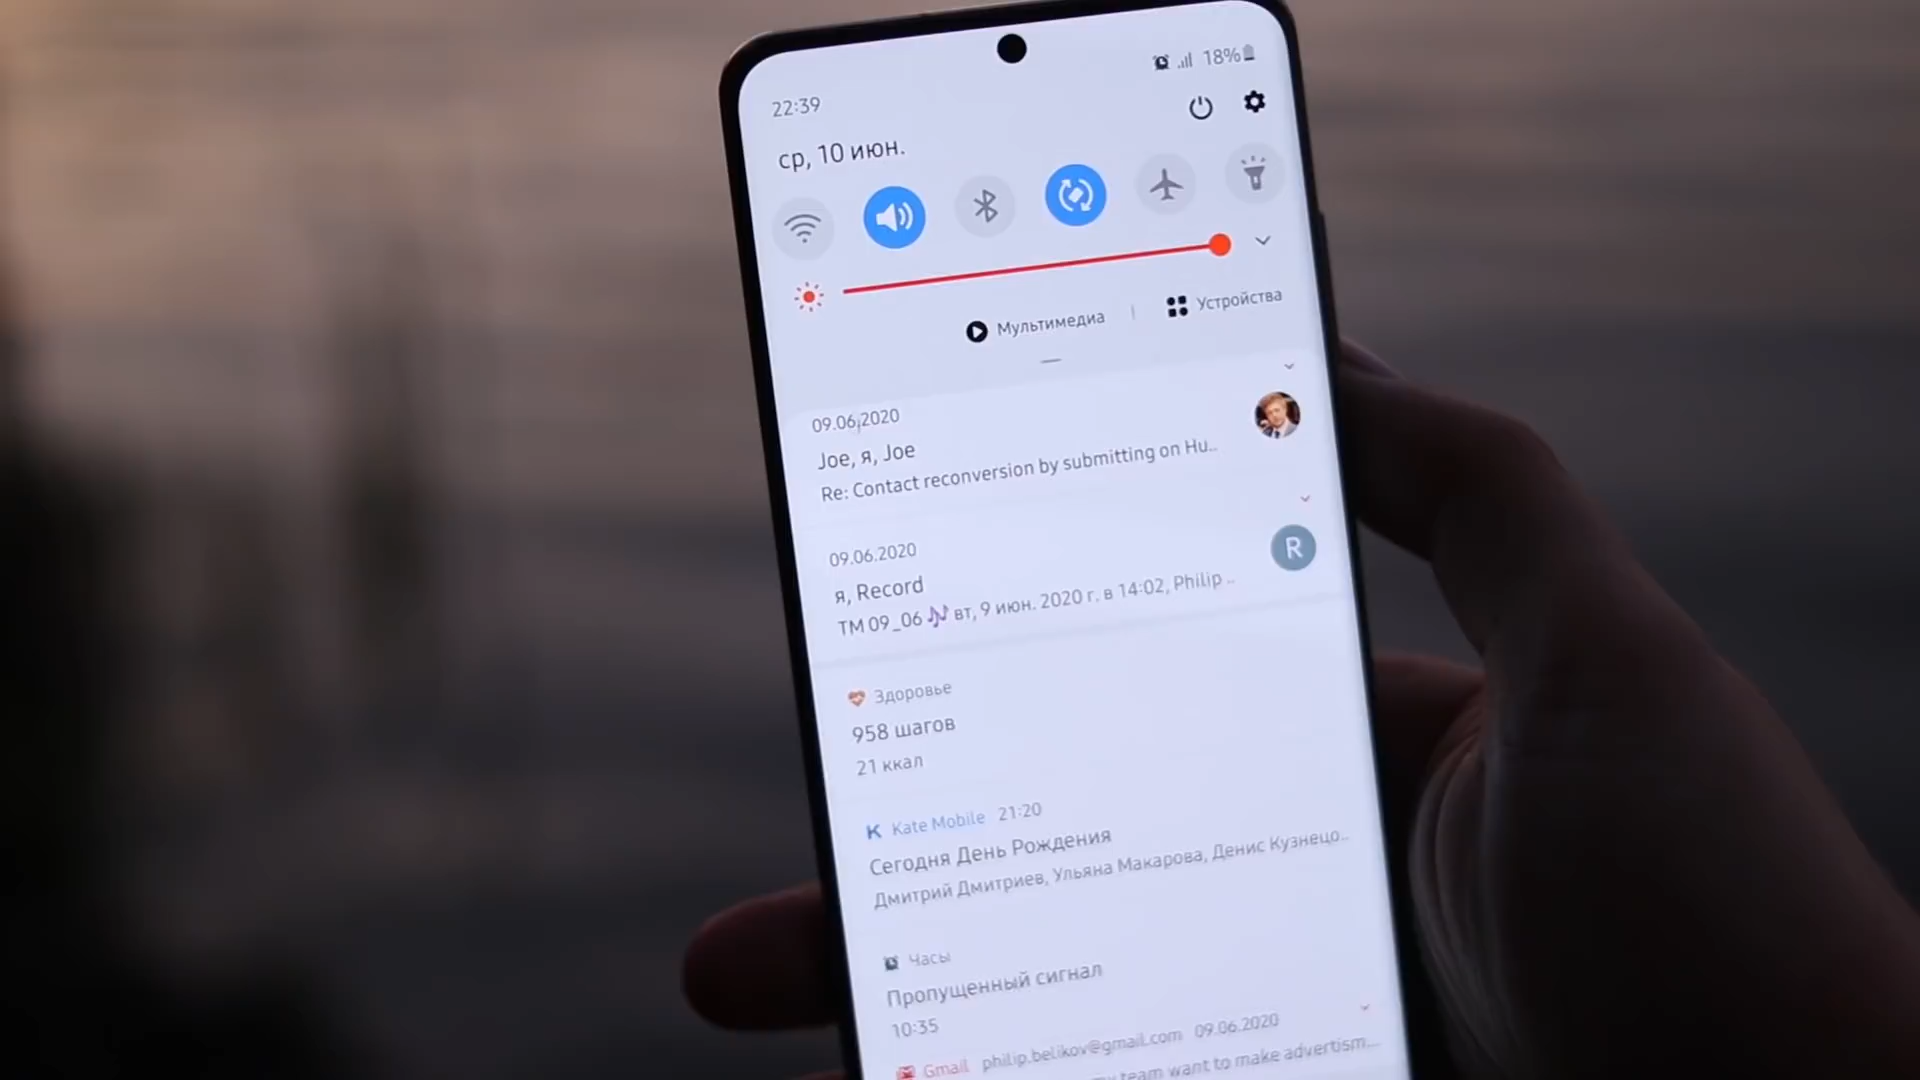 18%
22:39
ср, 10 июн.
Мультимедиа | Устройства
09.06.2020
Joe, я, Joe
Re: Contact reconversion by submitting on Hu..
09.06.2020
R
я, Record
TM 09_06 🎶 вт, 9 июн. 2020 г. в 14:02, Philip ..
Здоровье
958 шагов
21 ккал
K Kate Mobile 21:20
Сегодня День Рождения
Дмитрий Дмитриев, Ульяна Макарова, Денис Кузнецо..
Часы
Пропущенный сигнал
10:35
Gmail philip.belikov@gmail.com 09.06.2020
team want to make advertism...